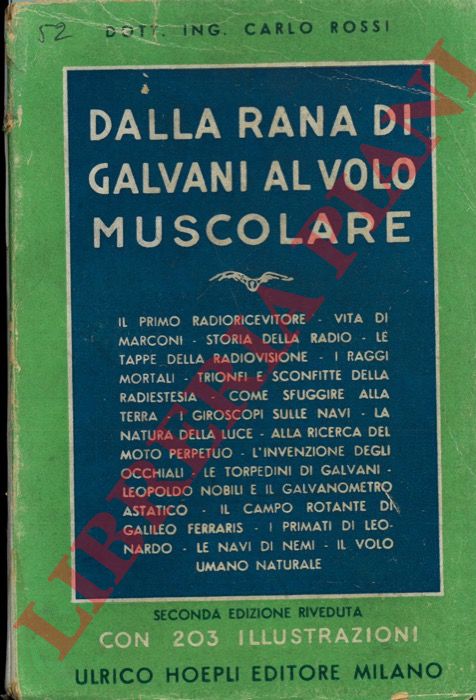 52
DOTT. ING. CARLO ROSSI
DALLA RANA DI
GALVANI AL VOLO
MUSCOLARE
IL PRIMO RADIORICEVITORE - VITA DI
MARCONI - STORIA DELLA RADIO - LE
TAPPE DELLA RADIOVISIONE - I RAGGI
MORTALI - TRIONFI E SCONFITTE DELLA
RADIESTESIA - COME SFUGGIRE ALLA
TERRA - I GIROSCOPI SULLE NAVI - LA
NATURA DELLA LUCE - ALLA RICERCA DEL
MOTO PERPETUO - L'INVENZIONE DEGLI
OCCHIALI - LE TORPEDINI DI GALVANI -
LEOPOLDO NOBILI E IL GALVANOMETRO
ASTATICO - IL CAMPO ROTANTE DI
GALILEO FERRARIS - I PRIMATI DI LEO-
NARDO - LE NAVI DI NEMI - IL VOLO
UMANO NATURALE
SECONDA EDIZIONE RIVEDUTA
CON 203 ILLUSTRAZIONI
ULRICO HOEPLI EDITORE MILANO
LIBRERIA PIANI